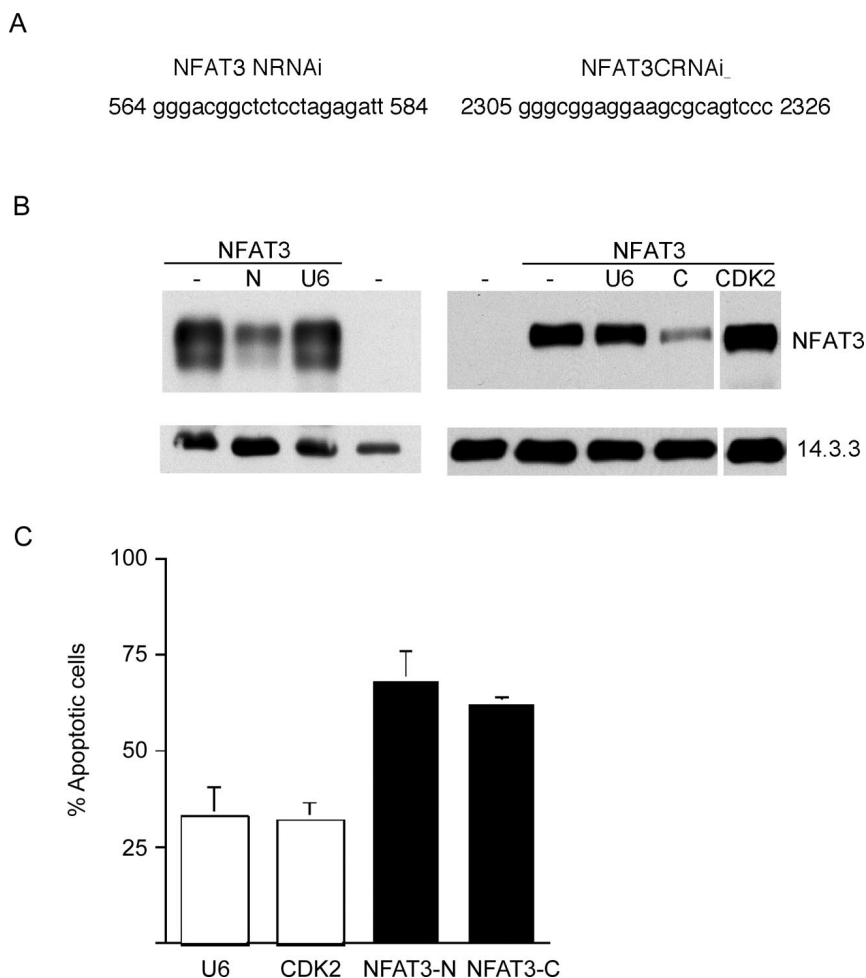 A
NFAT3 NRNAi NFAT3CRNAi_
564 gggacggctctcctagagatt 584 2305 gggcggaggaagcgcagtccc 2326
B
NFAT3 NFAT3
- N U6 - - - U6 C CDK2
NFAT3
14.3.3
C
100
75
50
25
% Apoptotic cells
U6 CDK2 NFAT3-N NFAT3-C